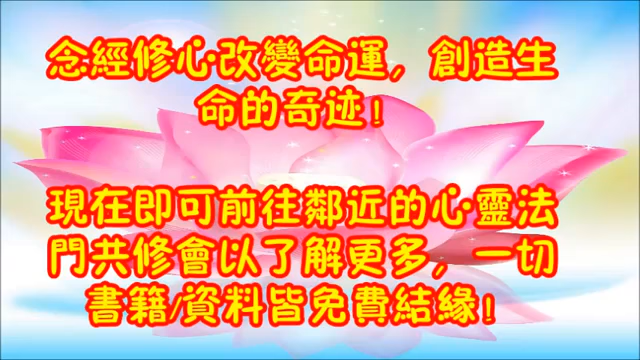 念經修心改變命運，創造生
命的奇迹！
現在即可前往鄰近的心靈法
門共修會以了解更多，一切
書籍/資料皆免費結緣！